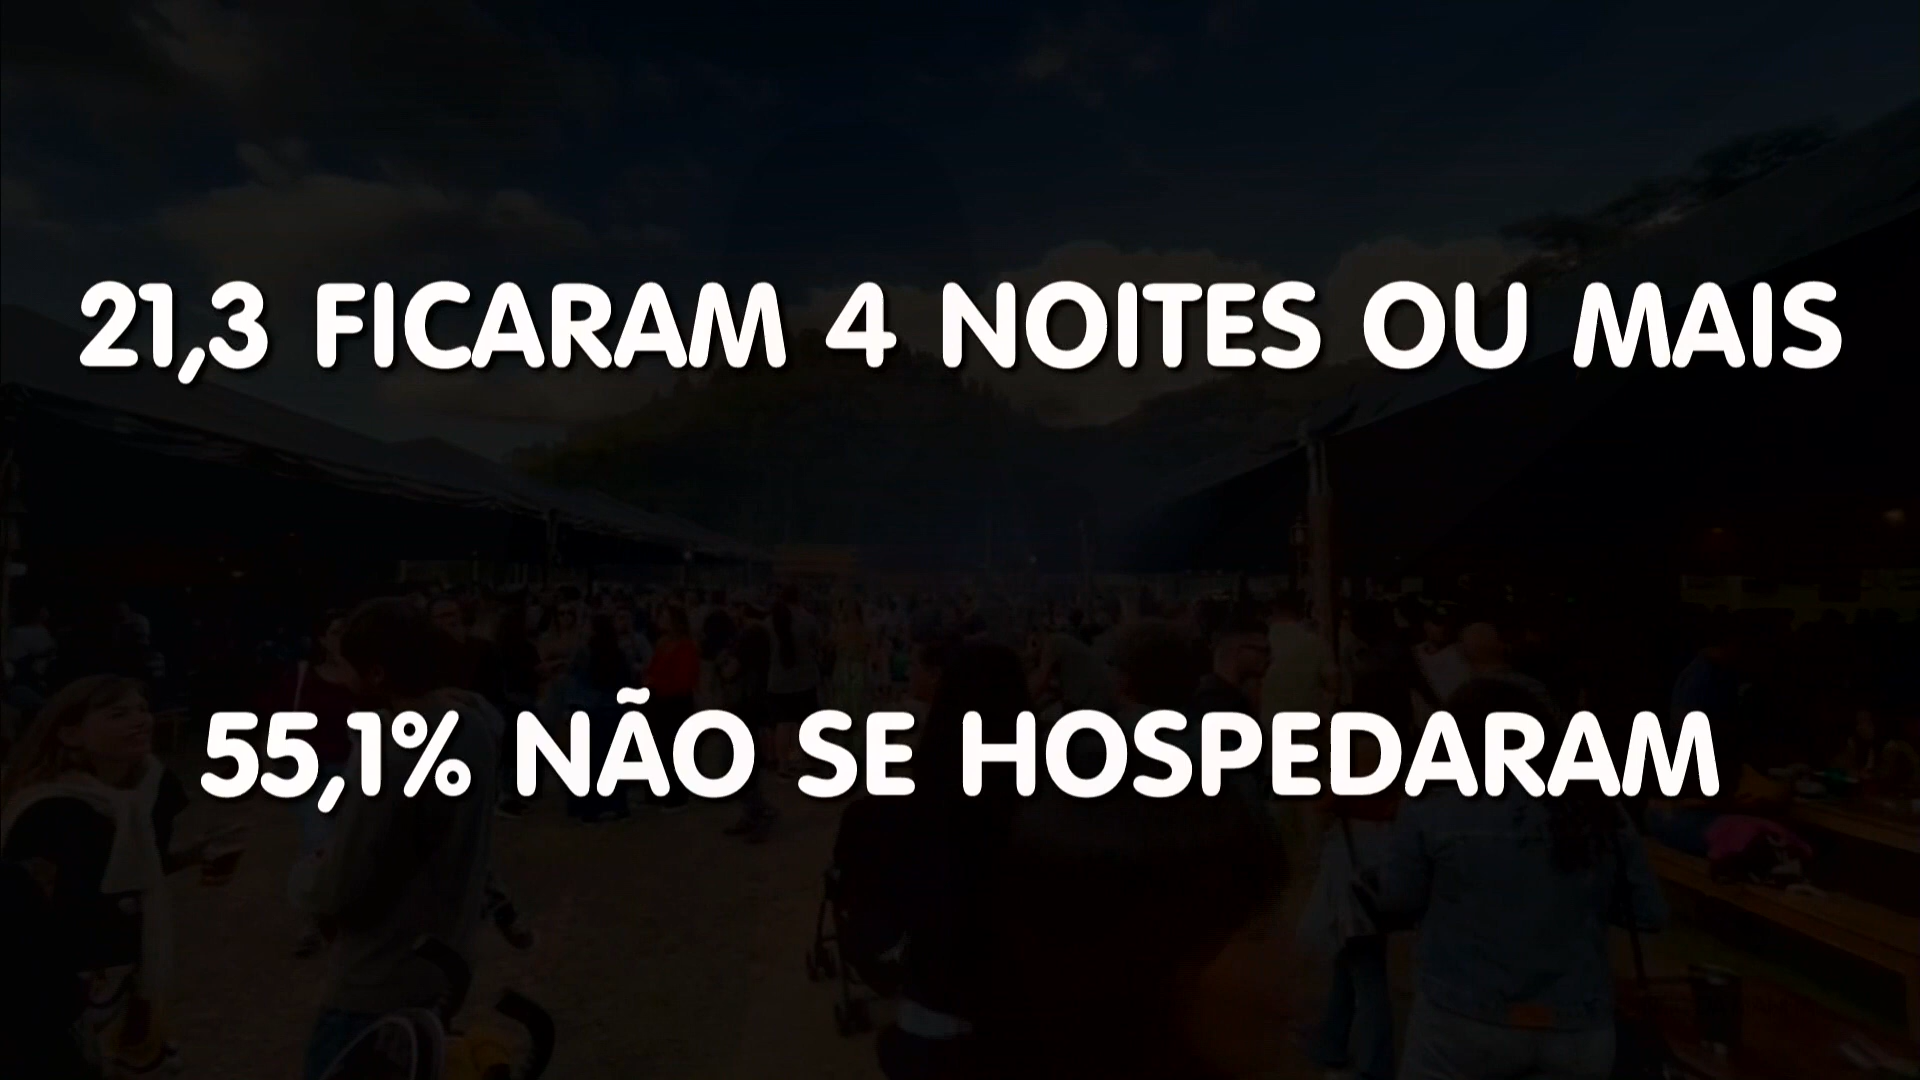 21,3 FICARAM 4 NOITES OU MAIS
55,1% NÃO SE HOSPEDARAM